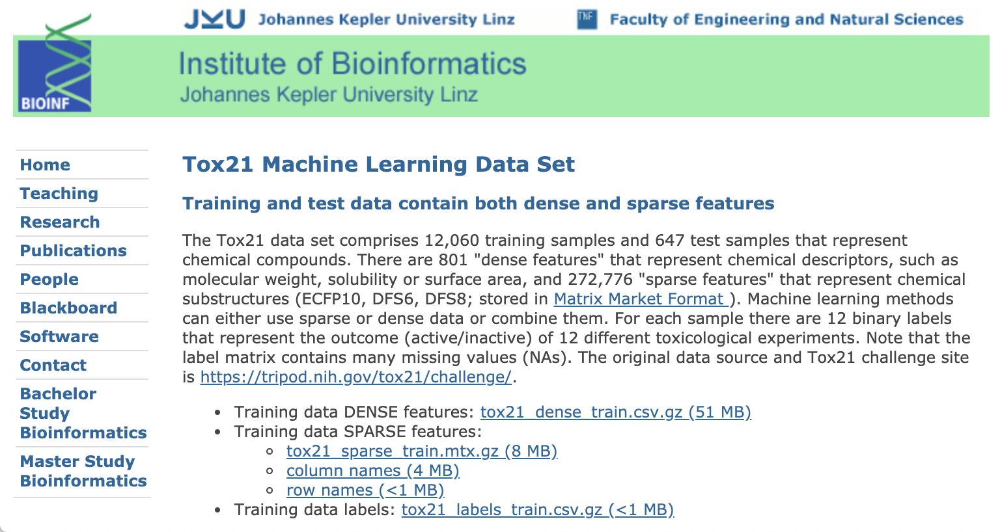 JKU Johannes Kepler University Linz
TNF Faculty of Engineering and Natural Sciences
BIOINF
Institute of Bioinformatics
Johannes Kepler University Linz
Home
Teaching
Research
Publications
People
Blackboard
Software
Contact
Bachelor
Study
Bioinformatics
Master Study
Bioinformatics
Tox21 Machine Learning Data Set
Training and test data contain both dense and sparse features
The Tox21 data set comprises 12,060 training samples and 647 test samples that represent
chemical compounds. There are 801 "dense features" that represent chemical descriptors, such as
molecular weight, solubility or surface area, and 272,776 "sparse features" that represent chemical
substructures (ECFP10, DFS6, DFS8; stored in Matrix Market Format ). Machine learning methods
can either use sparse or dense data or combine them. For each sample there are 12 binary labels
that represent the outcome (active/inactive) of 12 different toxicological experiments. Note that the
label matrix contains many missing values (NAs). The original data source and Tox21 challenge site
is https://tripod.nih.gov/tox21/challenge/.
• Training data DENSE features: tox21_dense_train.csv.gz (51 MB)
• Training data SPARSE features:
◦ tox21_sparse_train.mtx.gz (8 MB)
◦ column names (4 MB)
◦ row names (<1 MB)
• Training data labels: tox21_labels_train.csv.gz (<1 MB)